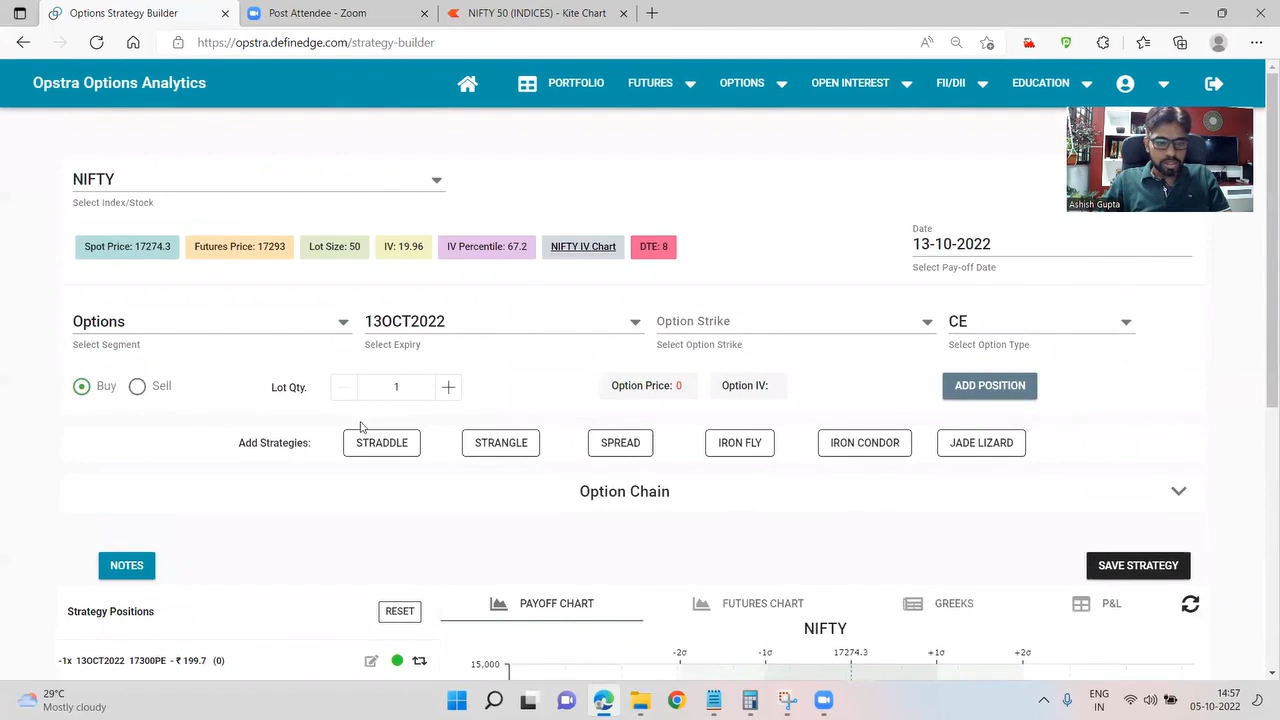 Options Strategy Builder
Post Attendee - Zoom
NIFTY 50 (INDICES) - Kite Chart
https://opstra.definedge.com/strategy-builder
Opstra Options Analytics
PORTFOLIO
FUTURES
OPTIONS
OPEN INTEREST
FII/DII
EDUCATION
Ashish Gupta
NIFTY
Select Index/Stock
Spot Price: 17274.3
Futures Price: 17293
Lot Size: 50
IV: 19.96
IV Percentile: 67.2
NIFTY IV Chart
DTE: 8
Date
13-10-2022
Select Pay-off Date
Options
Select Segment
13OCT2022
Select Expiry
Option Strike
Select Option Strike
CE
Select Option Type
Buy
Sell
Lot Qty.
1
Option Price: 0
Option IV:
ADD POSITION
Add Strategies:
STRADDLE
STRANGLE
SPREAD
IRON FLY
IRON CONDOR
JADE LIZARD
Option Chain
NOTES
SAVE STRATEGY
Strategy Positions
RESET
PAYOFF CHART
FUTURES CHART
GREEKS
P&L
NIFTY
-2σ
-1σ
17274.3
+1σ
+2σ
-1x 13OCT2022 17300PE - ₹ 199.7 (0)
15,000
29°C
Mostly cloudy
ENG
IN
14:57
05-10-2022